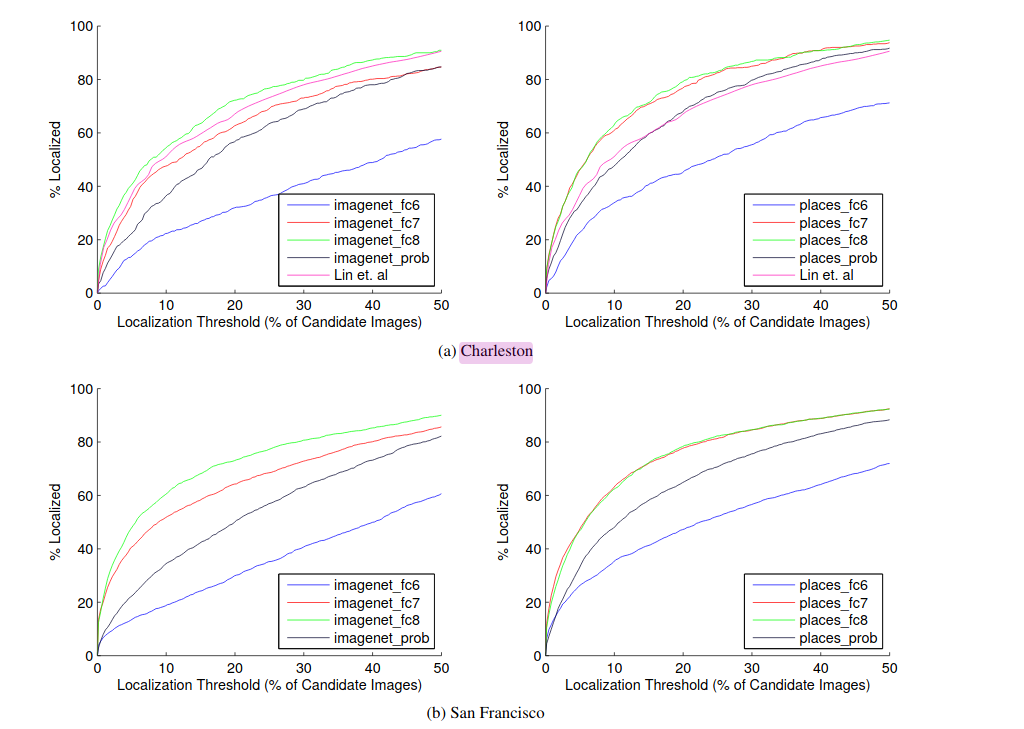 100
80
60
40
20
0
% Localized
imagenet_fc6
imagenet_fc7
imagenet_fc8
imagenet_prob
Lin et. al
0 10 20 30 40 50
Localization Threshold (% of Candidate Images)
100
80
60
40
20
0
% Localized
places_fc6
places_fc7
places_fc8
places_prob
Lin et. al
0 10 20 30 40 50
Localization Threshold (% of Candidate Images)
(a) Charleston
100
80
60
40
20
0
% Localized
imagenet_fc6
imagenet_fc7
imagenet_fc8
imagenet_prob
0 10 20 30 40 50
Localization Threshold (% of Candidate Images)
100
80
60
40
20
0
% Localized
places_fc6
places_fc7
places_fc8
places_prob
0 10 20 30 40 50
Localization Threshold (% of Candidate Images)
(b) San Francisco